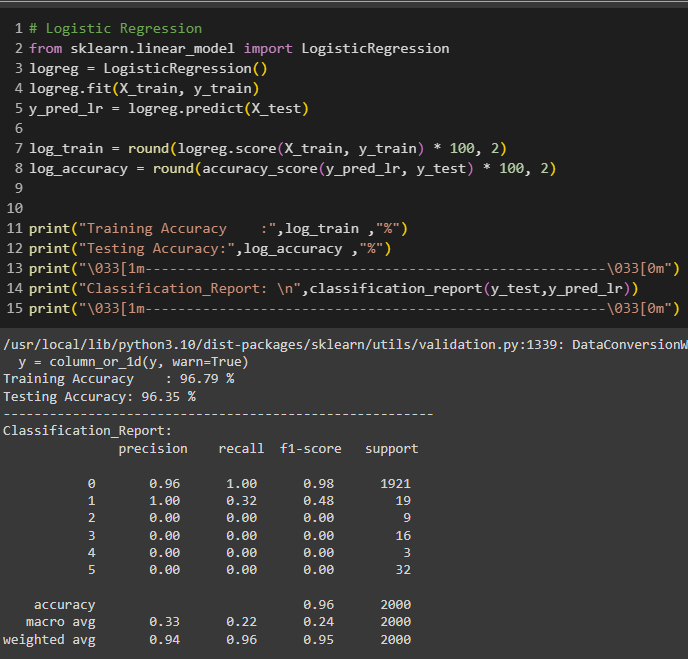 1 # Logistic Regression
2 from sklearn.linear_model import LogisticRegression
3 logreg = LogisticRegression()
4 logreg.fit(X_train, y_train)
5 y_pred_lr = logreg.predict(X_test)
6
7 log_train = round(logreg.score(X_train, y_train) * 100, 2)
8 log_accuracy = round(accuracy_score(y_pred_lr, y_test) * 100, 2)
9
10
11 print("Training Accuracy    :",log_train ,"%")
12 print("Testing Accuracy:",log_accuracy ,"%")
13 print("\033[1m--------------------------------------------------------\033[0m")
14 print("Classification_Report: \n",classification_report(y_test,y_pred_lr))
15 print("\033[1m--------------------------------------------------------\033[0m")
/usr/local/lib/python3.10/dist-packages/sklearn/utils/validation.py:1339: DataConversionW
  y = column_or_1d(y, warn=True)
Training Accuracy    : 96.79 %
Testing Accuracy: 96.35 %
--------------------------------------------------------
Classification_Report:
               precision    recall  f1-score   support

           0       0.96      1.00      0.98      1921
           1       1.00      0.32      0.48        19
           2       0.00      0.00      0.00         9
           3       0.00      0.00      0.00        16
           4       0.00      0.00      0.00         3
           5       0.00      0.00      0.00        32

    accuracy                           0.96      2000
   macro avg       0.33      0.22      0.24      2000
weighted avg       0.94      0.96      0.95      2000